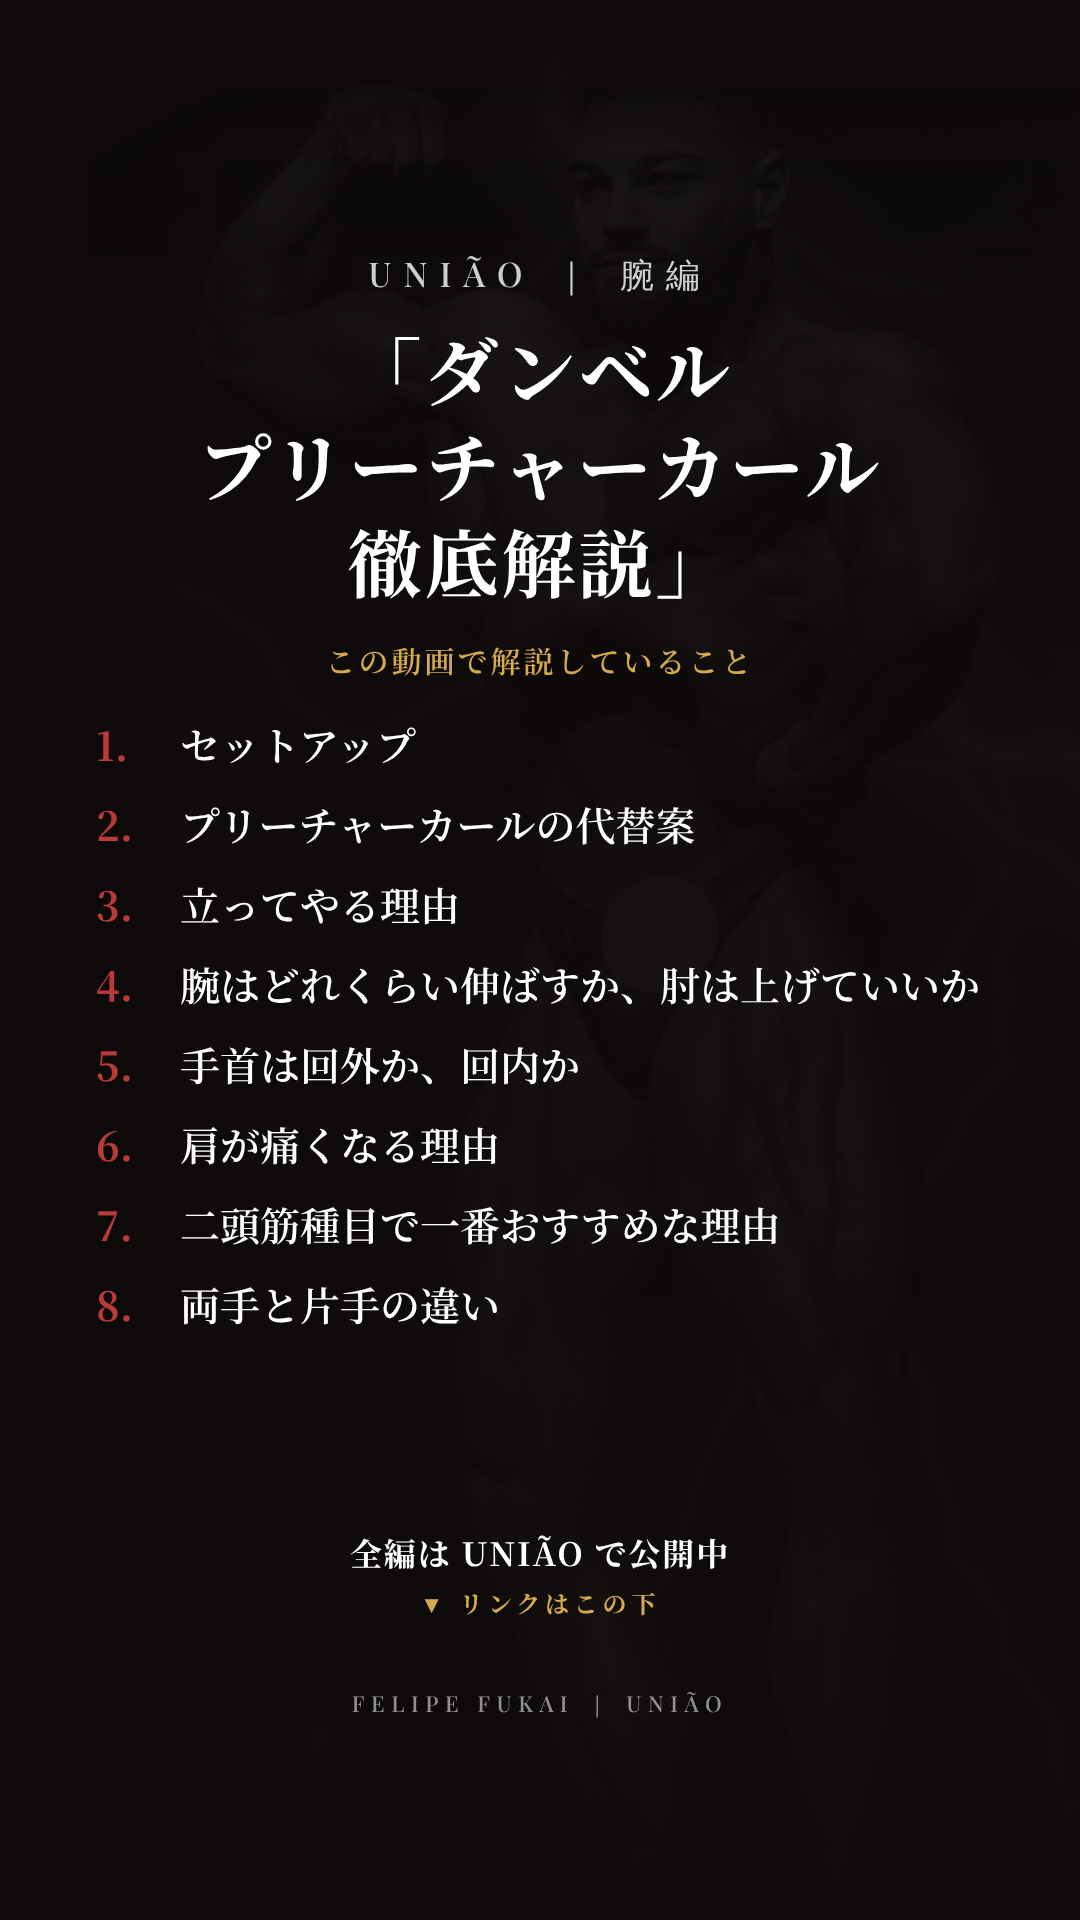 UNIÃO | 腕編
「ダンベル
プリーチャーカール
徹底解説」
この動画で解説していること
1. セットアップ
2. プリーチャーカールの代替案
3. 立ってやる理由
4. 腕はどれくらい伸ばすか、肘は上げていいか
5. 手首は回外か、回内か
6. 肩が痛くなる理由
7. 二頭筋種目で一番おすすめな理由
8. 両手と片手の違い
全編は UNIÃO で公開中
▼ リンクはこの下
FELIPE FUKAI | UNIÃO